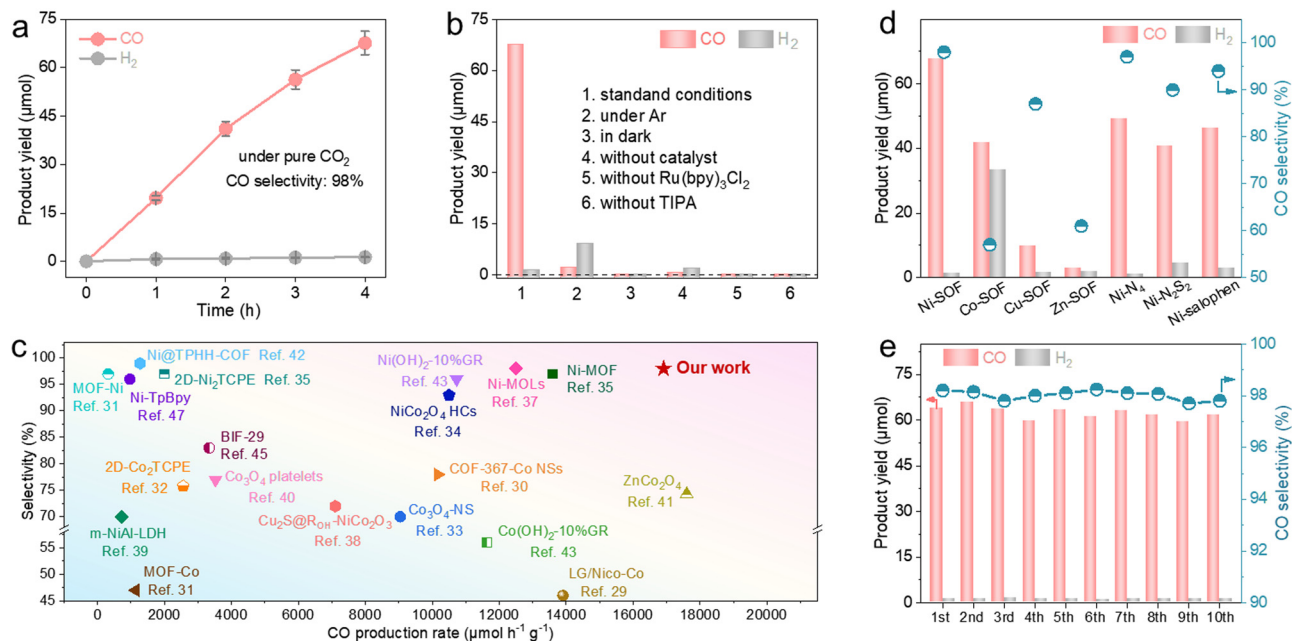 a
Product yield (μmol)
75
60
45
30
15
0
CO
H2
under pure CO2
CO selectivity: 98%
0 1 2 3 4
Time (h)
b
Product yield (μmol)
75
60
45
30
15
0
CO H2
1. standand conditions
2. under Ar
3. in dark
4. without catalyst
5. without Ru(bpy)3Cl2
6. without TIPA
1 2 3 4 5 6
d
Product yield (μmol)
80
60
40
20
0
CO H2
100
90
80
70
60
50
CO selectivity (%)
Ni-SOF
Co-SOF
Cu-SOF
Zn-SOF
Ni-N4
Ni-N2S2
Ni-salophen
c
Selectivity (%)
100
95
90
85
80
75
70
55
50
45
Ni@TPHH-COF Ref. 42
MOF-Ni
Ref. 31
2D-Ni2TCPE Ref. 35
Ni-TpBpy
Ref. 47
Ni(OH)2-10%GR
Ref. 43
Ni-MOLs
Ref. 37
Ni-MOF
Ref. 35
Our work
NiCo2O4 HCs
Ref. 34
BIF-29
Ref. 45
2D-Co2TCPE
Ref. 32
Co3O4 platelets
Ref. 40
COF-367-Co NSs
Ref. 30
ZnCo2O4
Ref. 41
Cu2S@ROH-NiCo2O3
Ref. 38
Co3O4-NS
Ref. 33
m-NiAl-LDH
Ref. 39
Co(OH)2-10%GR
Ref. 43
MOF-Co
Ref. 31
LG/Nico-Co
Ref. 29
0 2000 4000 6000 8000 10000 12000 14000 16000 18000 20000
CO production rate (μmol h-1 g-1)
e
Product yield (μmol)
90
75
60
45
30
15
0
CO H2
100
98
96
94
92
90
CO selectivity (%)
1st 2nd 3rd 4th 5th 6th 7th 8th 9th 10th